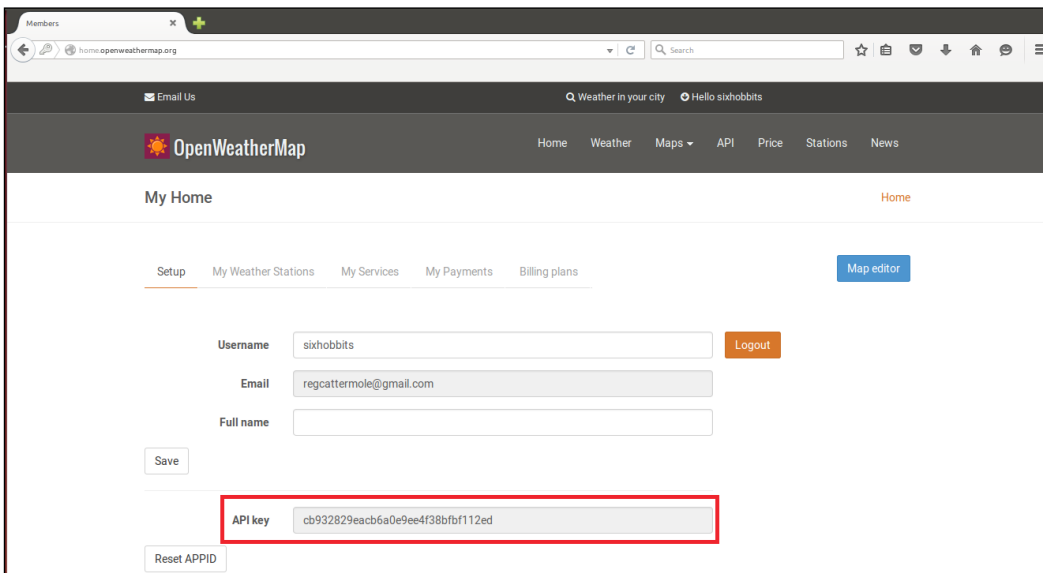 Members
home.openweathermap.org
Search
Email Us
Weather in your city
Hello sixhobbits
OpenWeatherMap
Home Weather Maps API Price Stations News
My Home
Home
Setup My Weather Stations My Services My Payments Billing plans
Map editor
Username sixhobbits Logout
Email regcattermole@gmail.com
Full name
Save
API key cb932829eacb6a0e9ee4f38bfbf112ed
Reset APPID